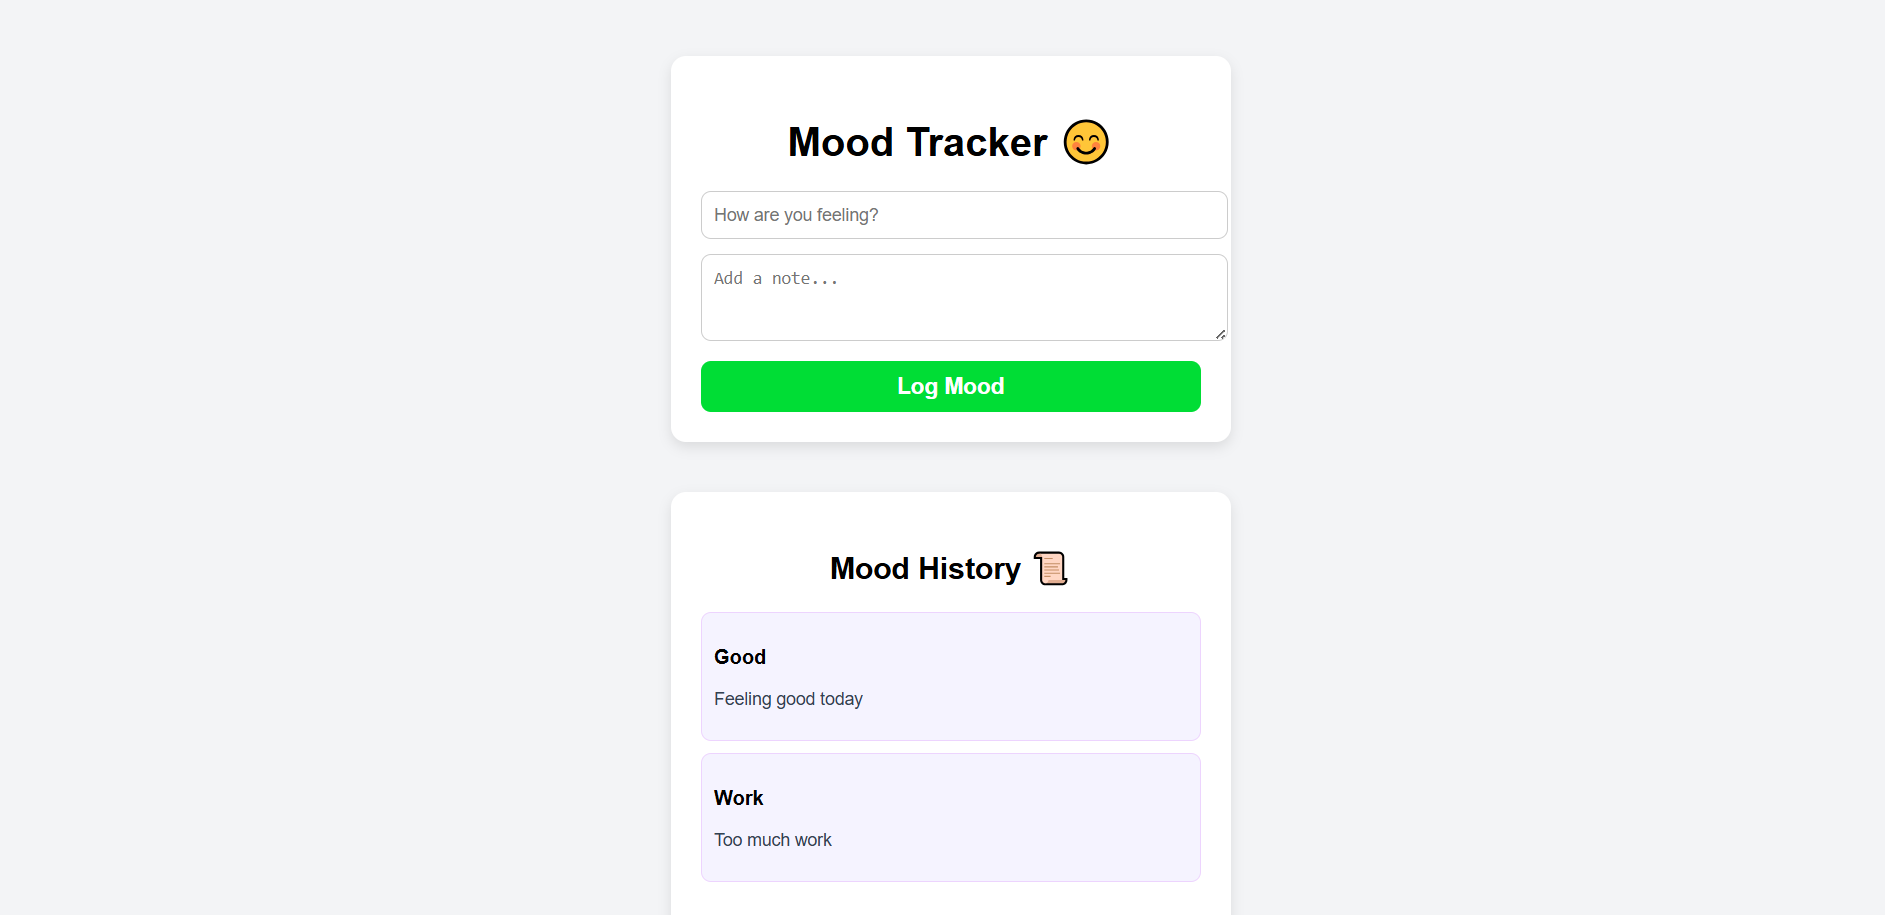 Mood Tracker 😊
How are you feeling?
Add a note...
Log Mood
Mood History 📜
Good
Feeling good today
Work
Too much work